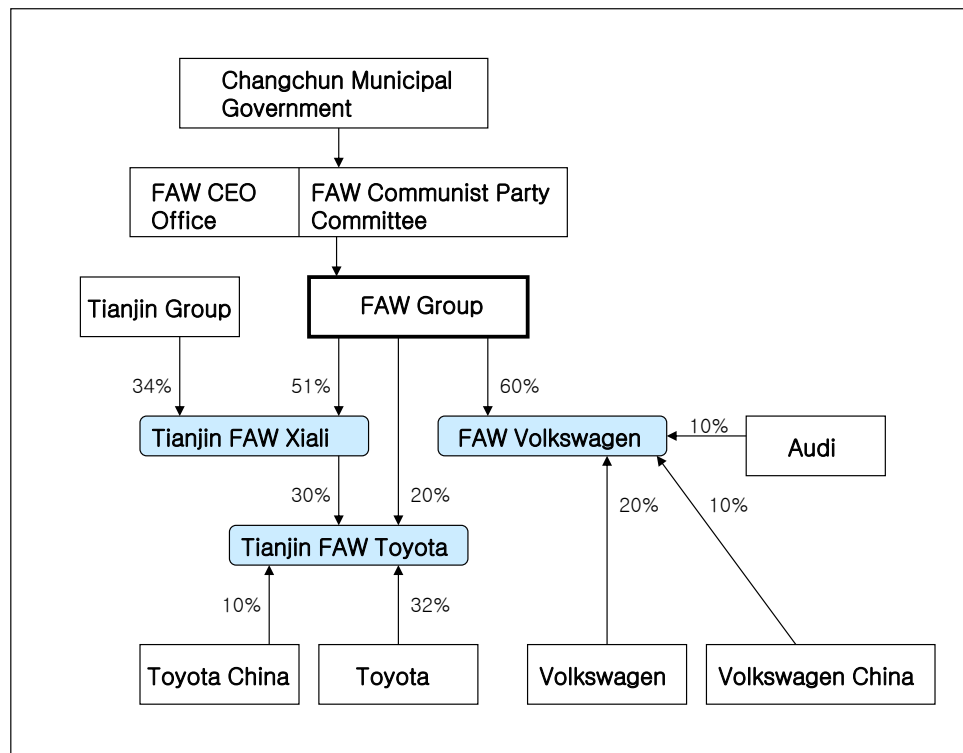 Changchun Municipal
Government
FAW CEO
Office
FAW Communist Party
Committee
Tianjin Group
FAW Group
34%
51%
60%
Tianjin FAW Xiali
FAW Volkswagen
10%
Audi
30%
20%
20%
10%
Tianjin FAW Toyota
10%
32%
Toyota China
Toyota
Volkswagen
Volkswagen China